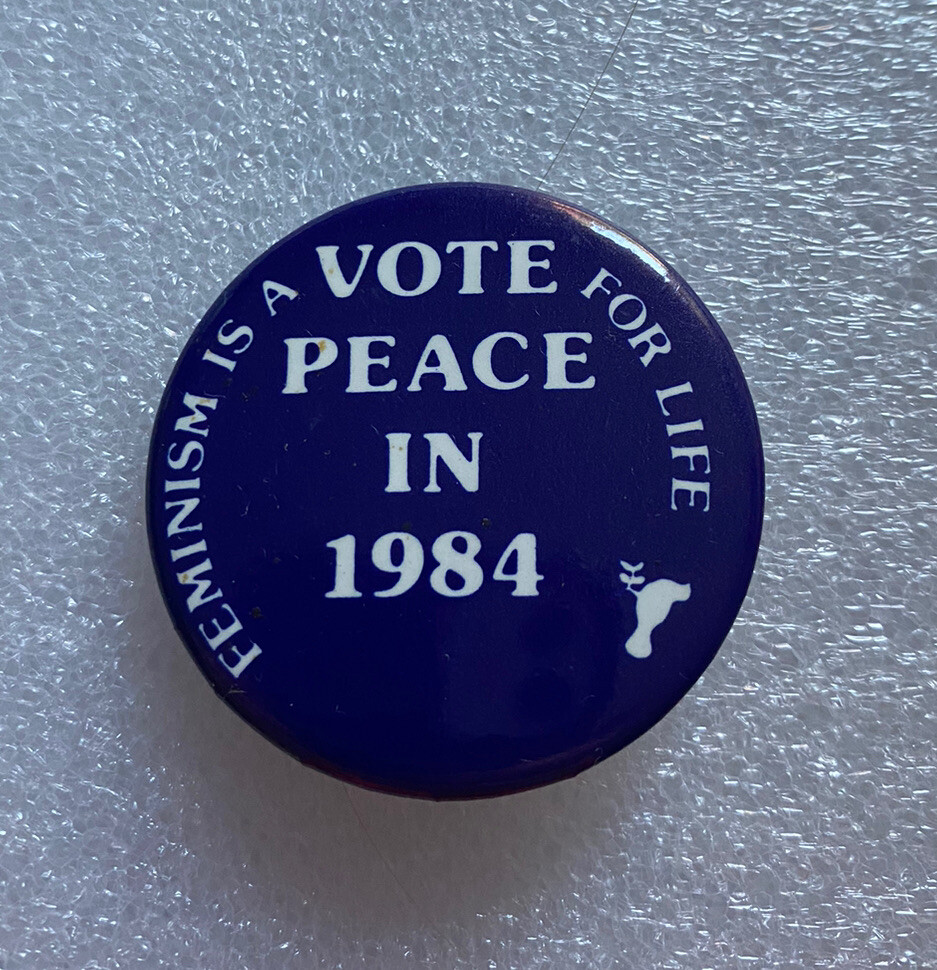 FEMINISM IS A VOTE FOR LIFE
PEACE
IN
1984